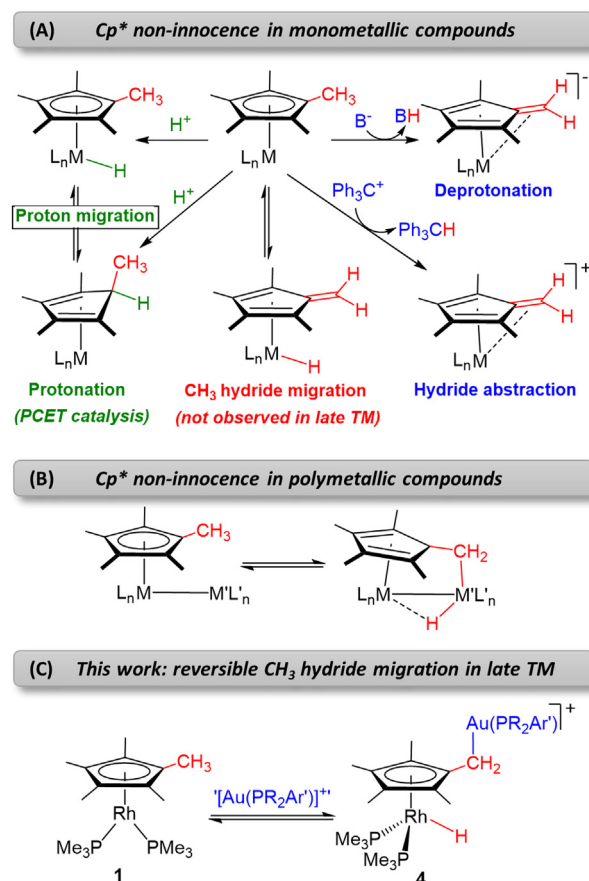 (A) Cp* non-innocence in monometallic compounds
CH3
CH3
H+
B-
BH
H
H
]-
LnM
H
LnM
LnM
Deprotonation
Proton migration
H+
Ph3C+
Ph3CH
CH3
H
H
H
H
H
]+
LnM
LnM
H
LnM
Protonation
(PCET catalysis)
CH3 hydride migration
(not observed in late TM)
Hydride abstraction
(B) Cp* non-innocence in polymetallic compounds
CH3
CH2
LnM
M'L'n
LnM
M'L'n
H
(C) This work: reversible CH3 hydride migration in late TM
Au(PR2Ar')
]+
CH3
CH2
'[Au(PR2Ar')]+'
Rh
Rh
H
Me3P
PMe3
Me3P
Me3P
1
4